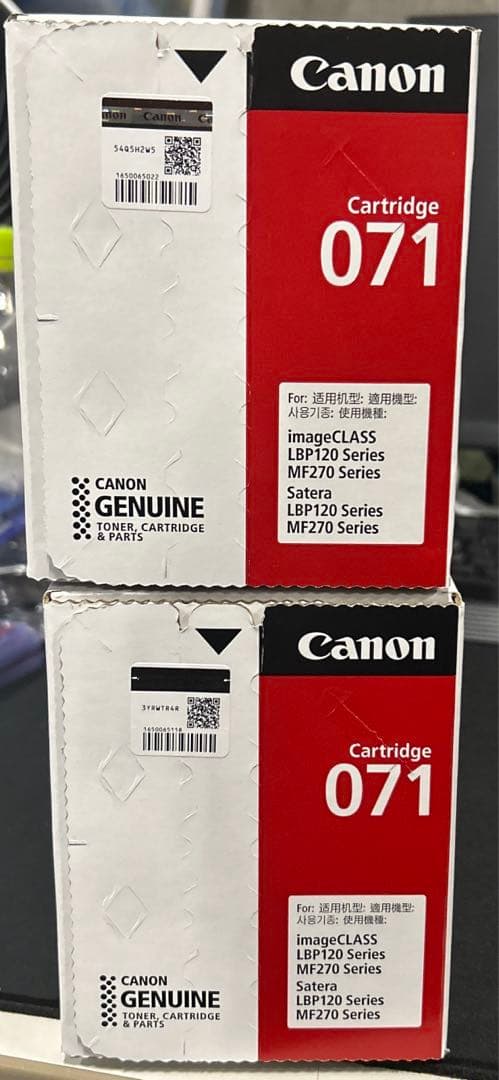 Canon
Canon
54Q5H2W5
1650065022
Cartridge
071
For: 适用机型: 適用機型:
사용기종: 使用機種:
imageCLASS
LBP120 Series
MF270 Series
Satera
LBP120 Series
MF270 Series
CANON
GENUINE
TONER, CARTRIDGE
& PARTS
Canon
3YRWTR4R
1650065118
Cartridge
071
For: 适用机型: 適用機型:
사용기종: 使用機種:
imageCLASS
LBP120 Series
MF270 Series
Satera
LBP120 Series
MF270 Series
CANON
GENUINE
TONER, CARTRIDGE
& PARTS